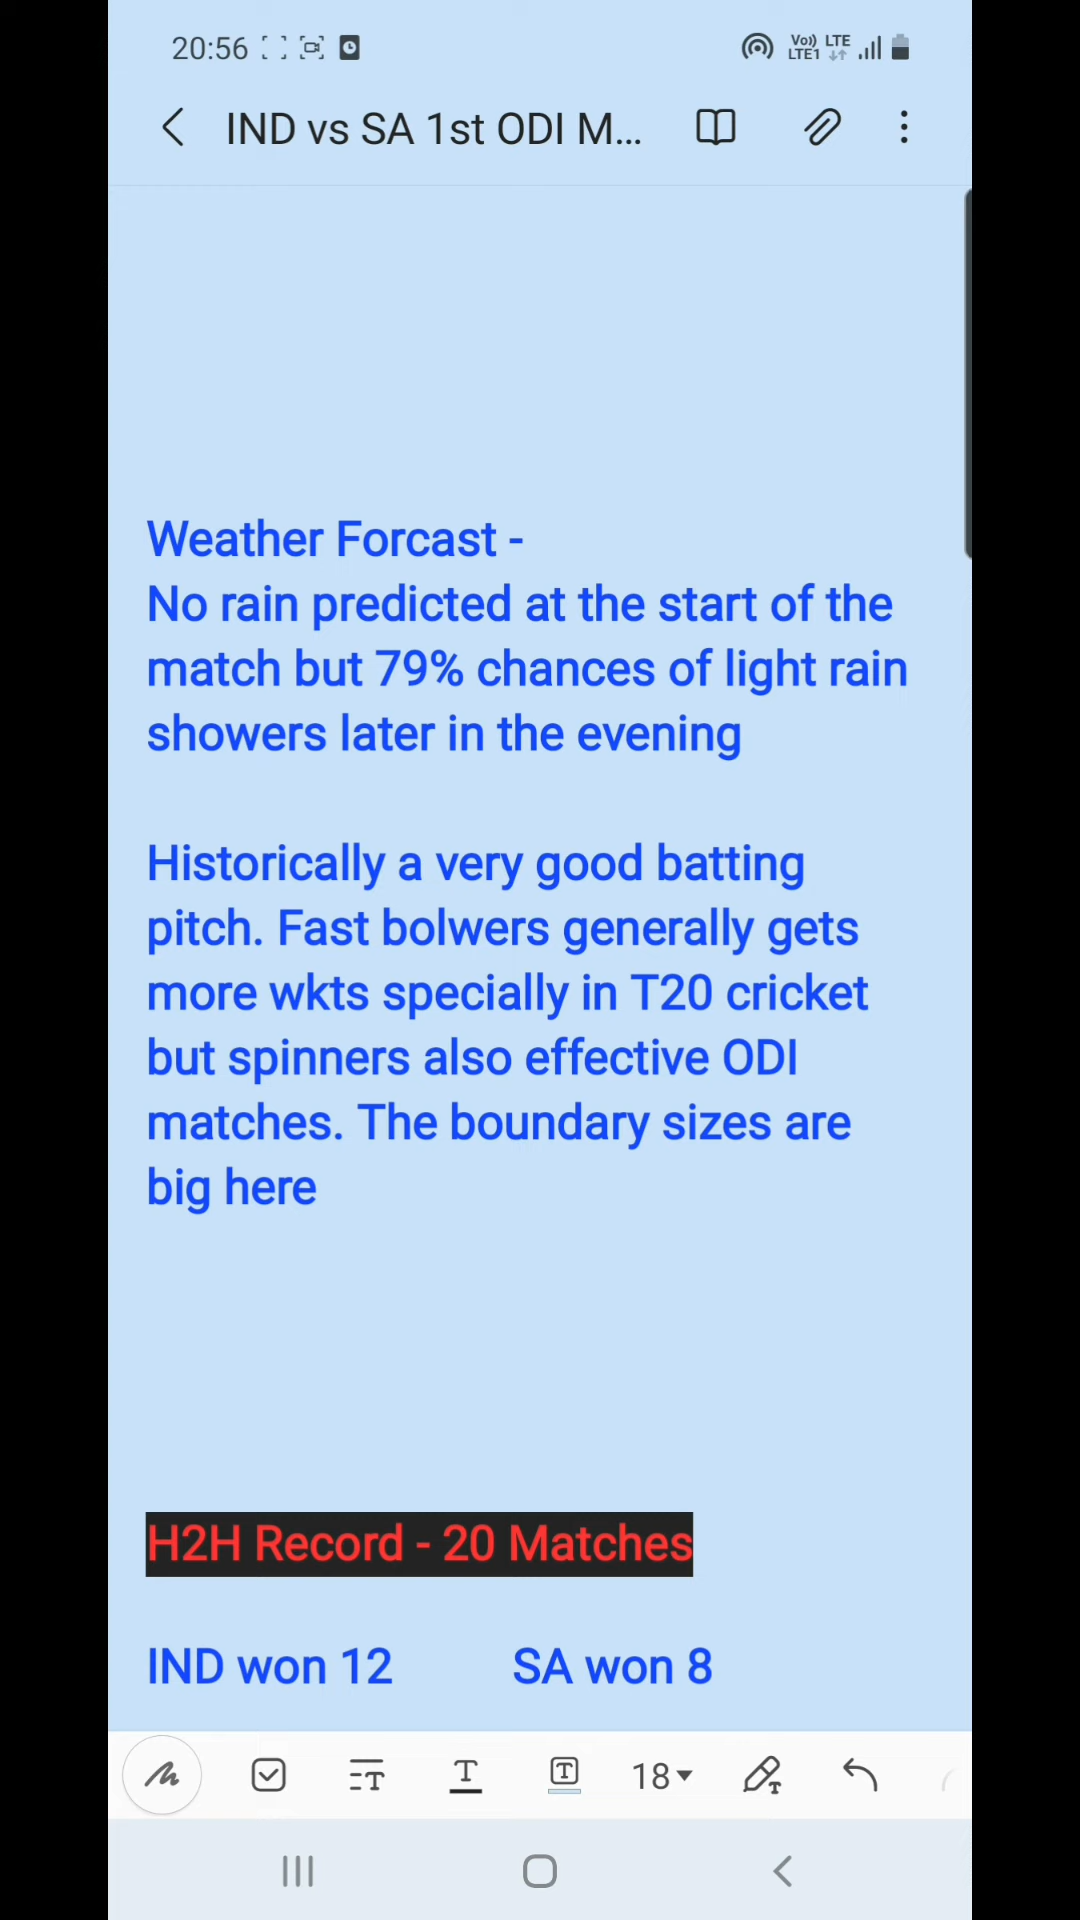 20:56
Vo)) LTE
LTE1
IND vs SA 1st ODI M...
Weather Forcast -
No rain predicted at the start of the
match but 79% chances of light rain
showers later in the evening
Historically a very good batting
pitch. Fast bolwers generally gets
more wkts specially in T20 cricket
but spinners also effective ODI
matches. The boundary sizes are
big here
H2H Record - 20 Matches
IND won 12 SA won 8
18